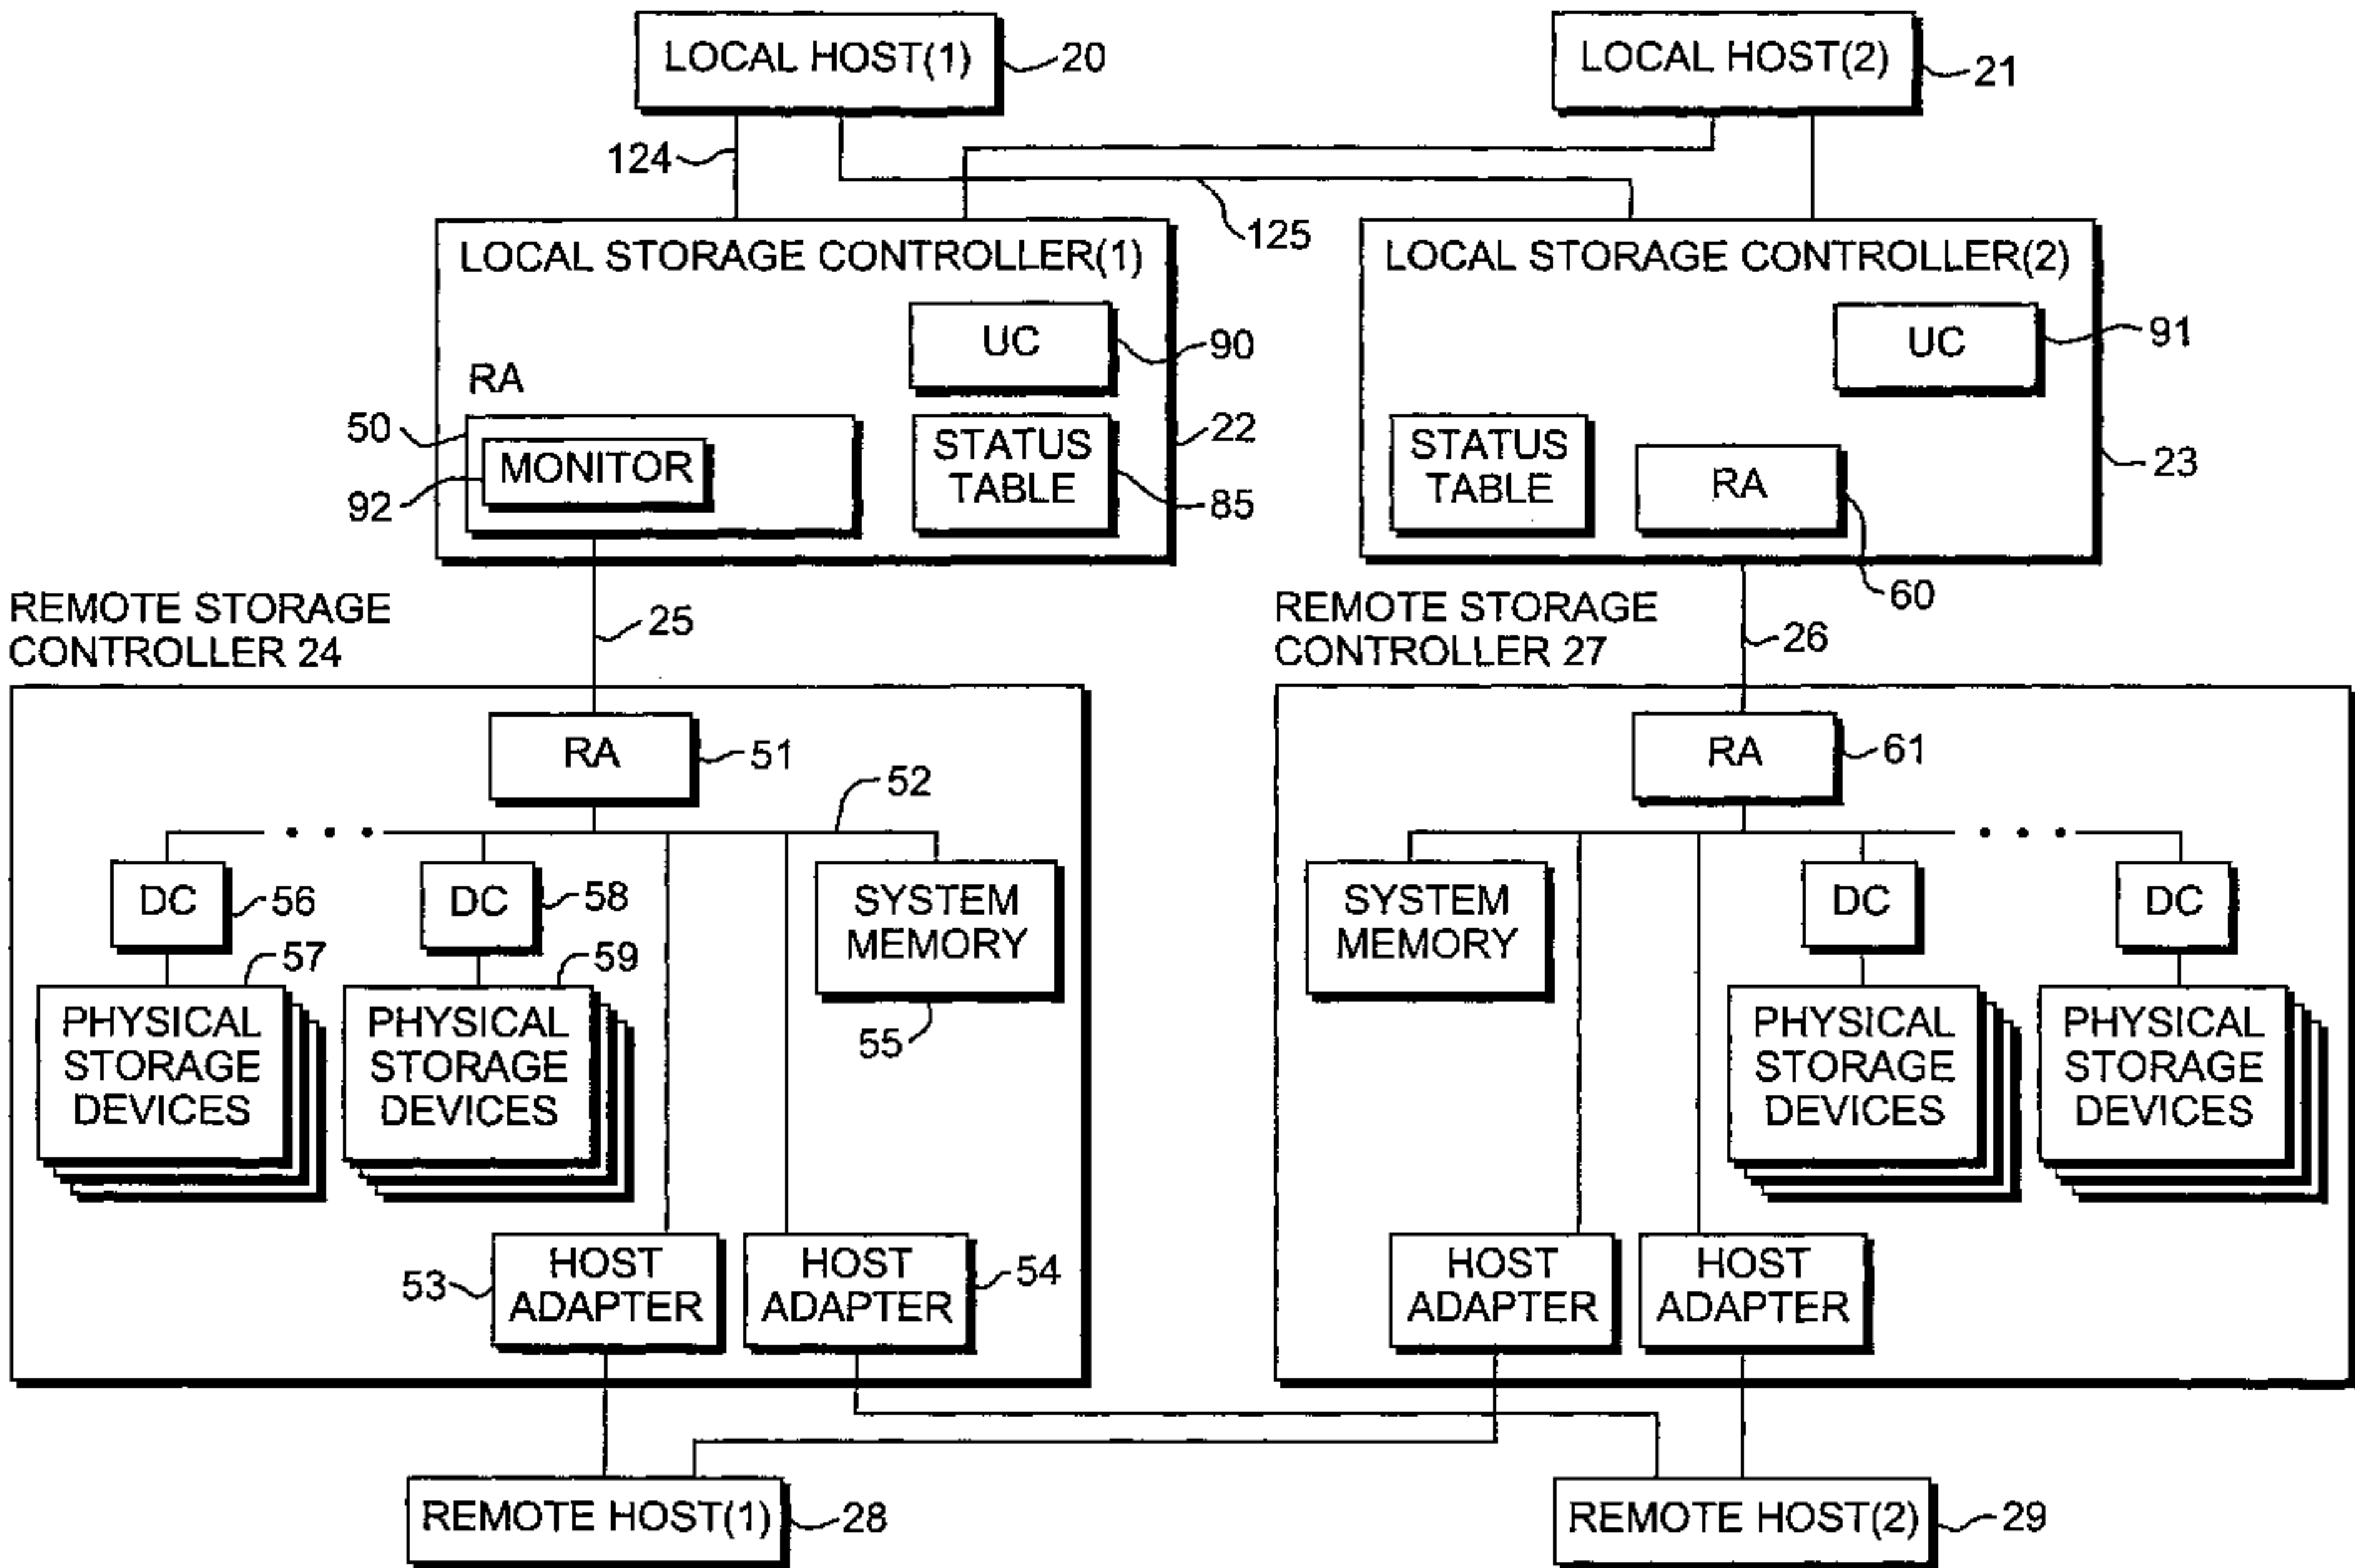 LOCAL HOST(1)
20
LOCAL HOST(2)
21
124
125
LOCAL STORAGE CONTROLLER(1)
UC
90
RA
50
MONITOR
92
STATUS
TABLE
85
22
LOCAL STORAGE CONTROLLER(2)
UC
91
STATUS
TABLE
RA
60
23
REMOTE STORAGE
CONTROLLER 24
25
REMOTE STORAGE
CONTROLLER 27
26
RA
51
52
DC
56
DC
58
SYSTEM
MEMORY
55
57
PHYSICAL
STORAGE
DEVICES
59
PHYSICAL
STORAGE
DEVICES
53
HOST
ADAPTER
HOST
ADAPTER
54
RA
61
SYSTEM
MEMORY
DC
DC
PHYSICAL
STORAGE
DEVICES
PHYSICAL
STORAGE
DEVICES
HOST
ADAPTER
HOST
ADAPTER
REMOTE HOST(1)
28
REMOTE HOST(2)
29